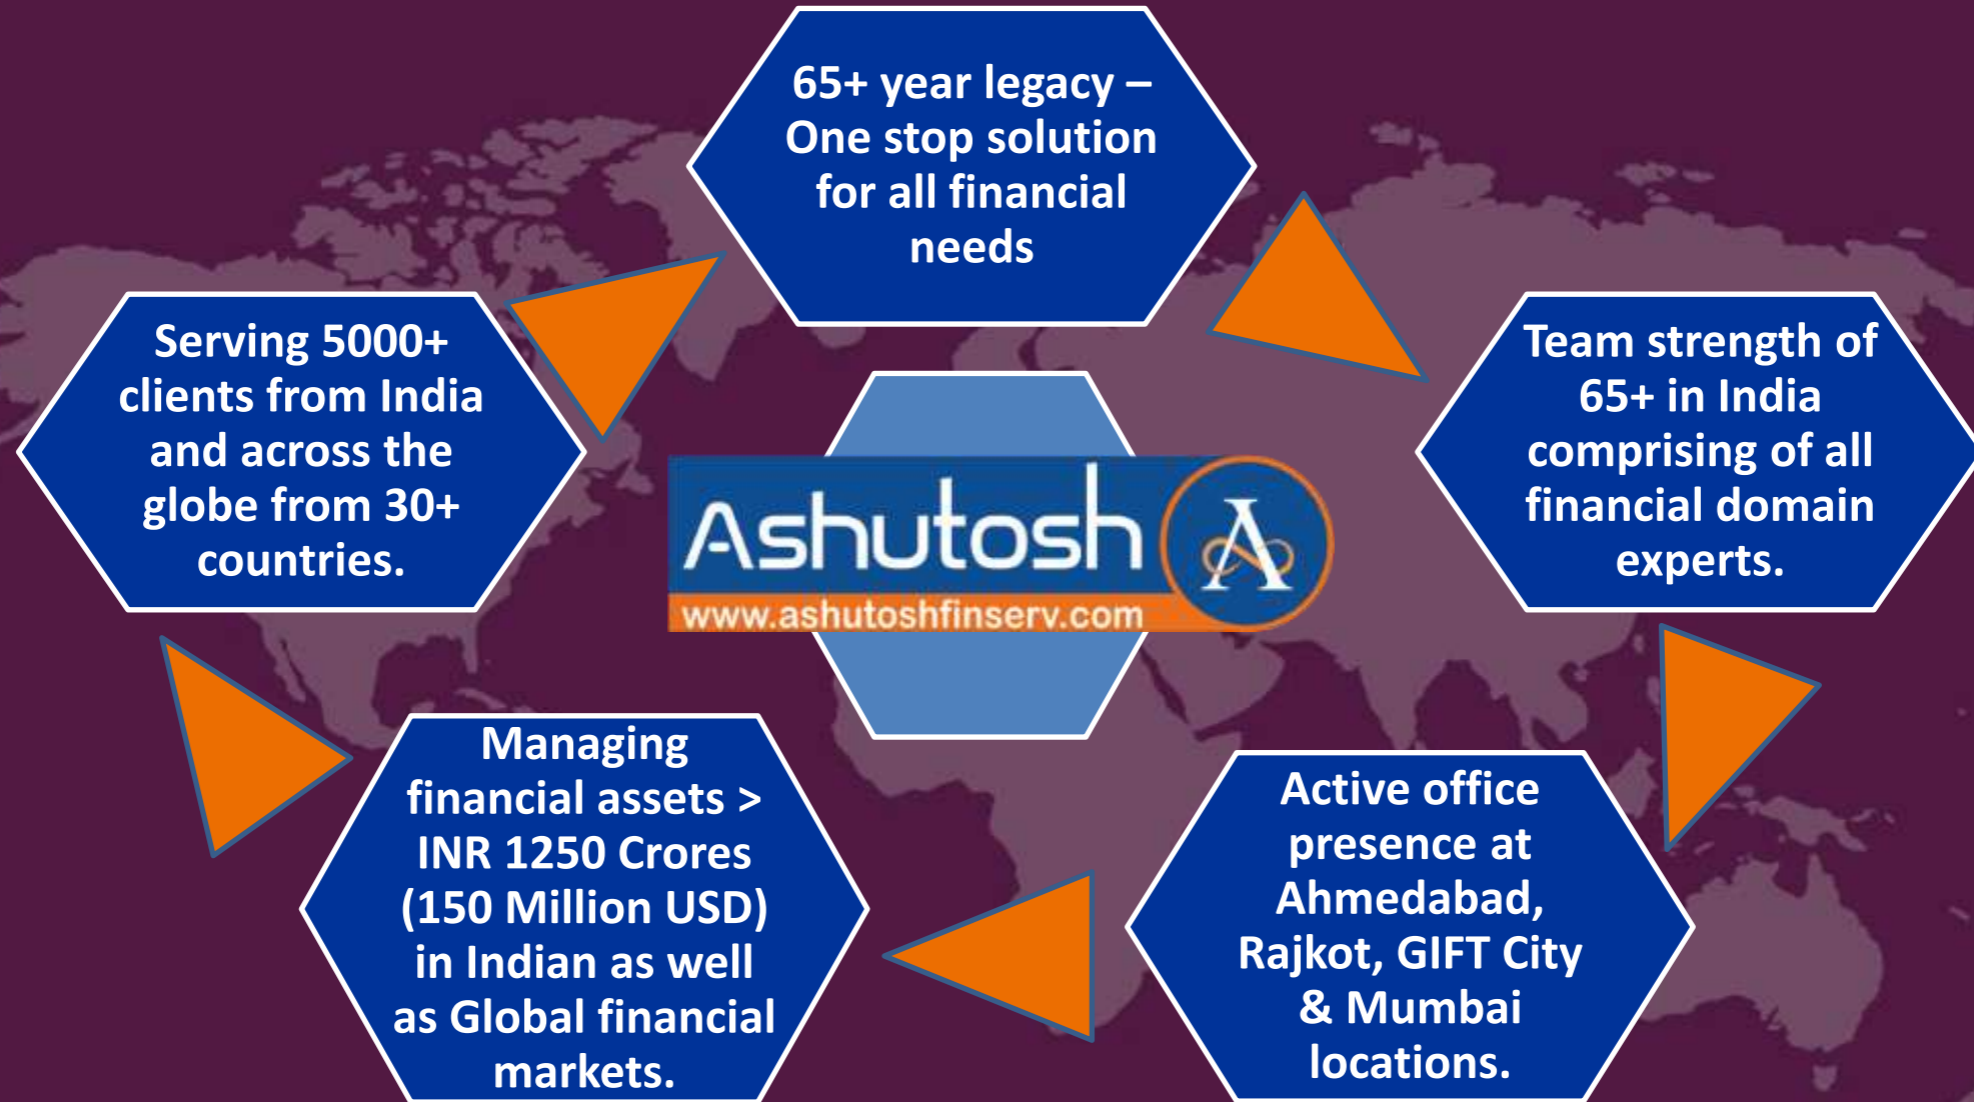 65+ year legacy –
One stop solution
for all financial
needs
Team strength of
65+ in India
comprising of all
financial domain
experts.
Active office
presence at
Ahmedabad,
Rajkot, GIFT City
& Mumbai
locations.
Managing
financial assets >
INR 1250 Crores
(150 Million USD)
in Indian as well
as Global financial
markets.
Serving 5000+
clients from India
and across the
globe from 30+
countries.
Ashutosh A
www.ashutoshfinserv.com